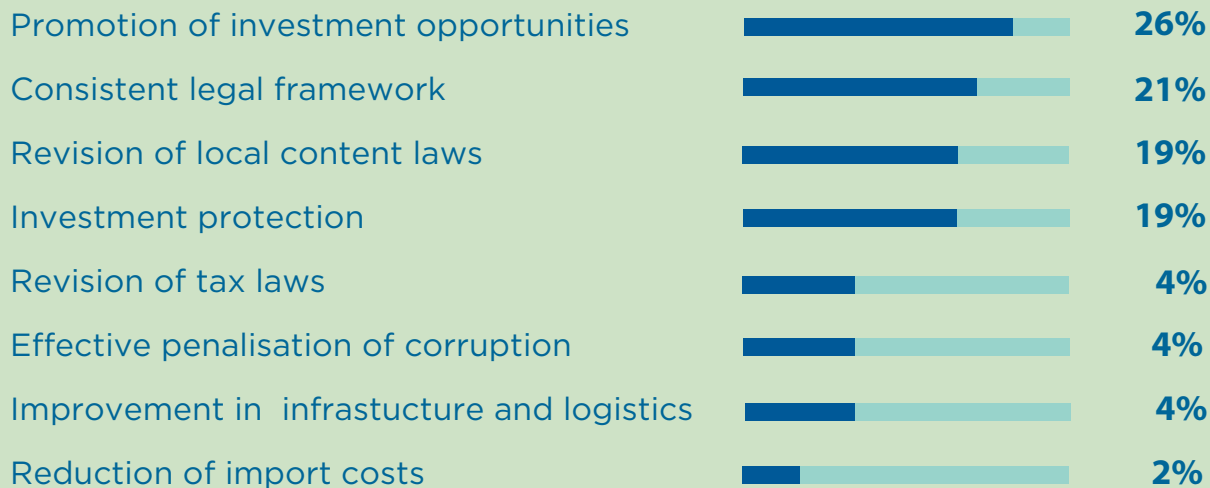 Promotion of investment opportunities 26%
Consistent legal framework 21%
Revision of local content laws 19%
Investment protection 19%
Revision of tax laws 4%
Effective penalisation of corruption 4%
Improvement in  infrastucture and logistics 4%
Reduction of import costs 2%